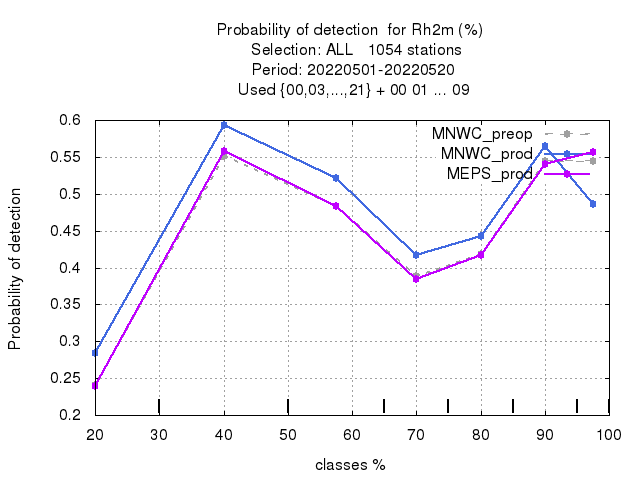 Probability of detection  for Rh2m (%)
Selection: ALL   1054 stations
Period: 20220501-20220520
Used {00,03,...,21} + 00 01 ... 09
MNWC_preop
MNWC_prod
MEPS_prod
Probability of detection
0.6
0.55
0.5
0.45
0.4
0.35
0.3
0.25
0.2
20 30 40 50 60 70 80 90 100
classes %